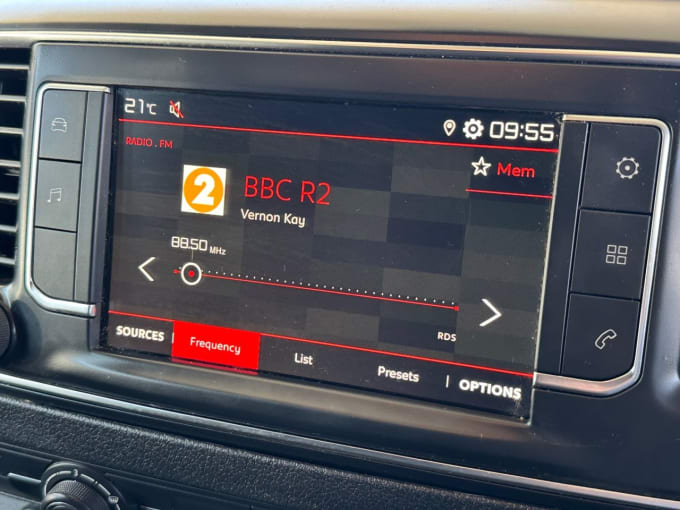 21°C 09:55
RADIO . FM
Mem
2
BBC R2
Vernon Kay
88.50 MHz
RDS
SOURCES Frequency List Presets OPTIONS